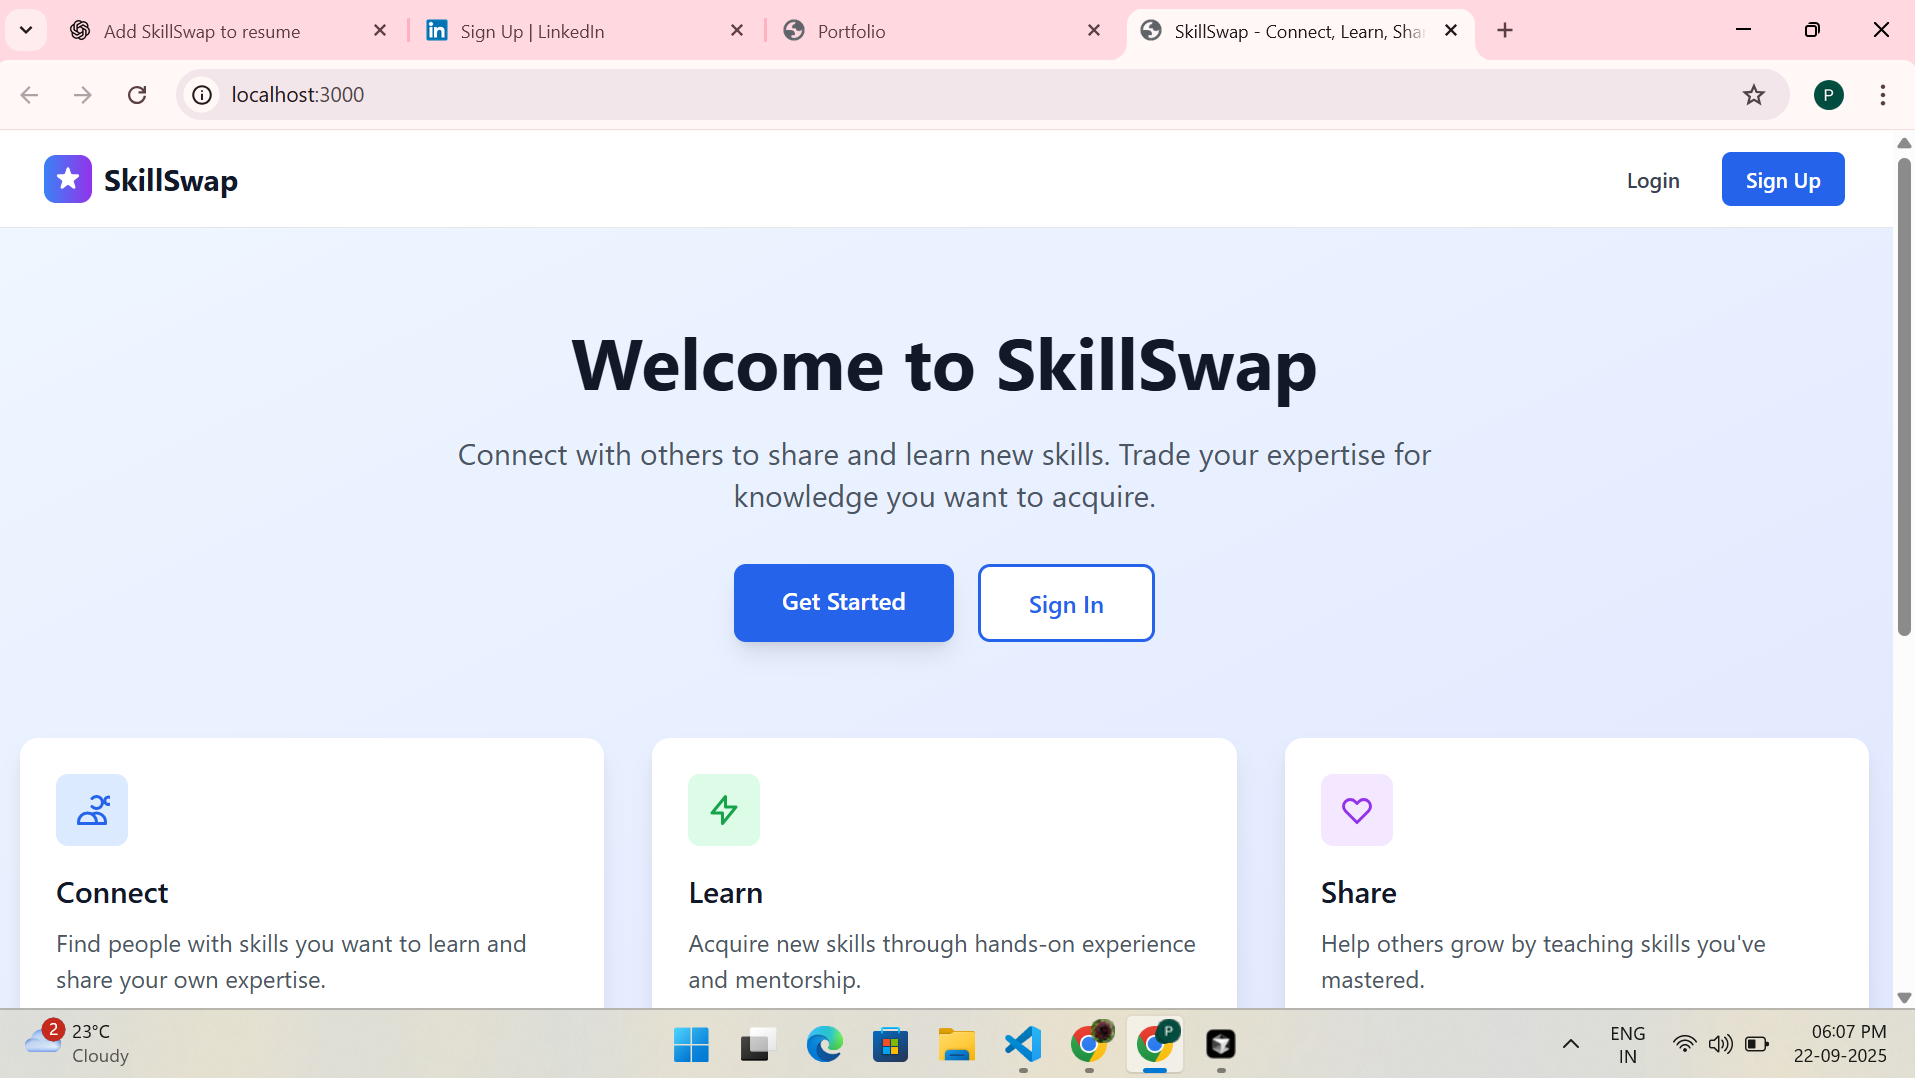 Add SkillSwap to resume
Sign Up | LinkedIn
Portfolio
SkillSwap - Connect, Learn, Shar
localhost:3000
P
SkillSwap
Login
Sign Up
Welcome to SkillSwap
Connect with others to share and learn new skills. Trade your expertise for
knowledge you want to acquire.
Get Started
Sign In
Connect
Find people with skills you want to learn and
share your own expertise.
Learn
Acquire new skills through hands-on experience
and mentorship.
Share
Help others grow by teaching skills you've
mastered.
2
23°C
Cloudy
P
ENG
IN
06:07 PM
22-09-2025